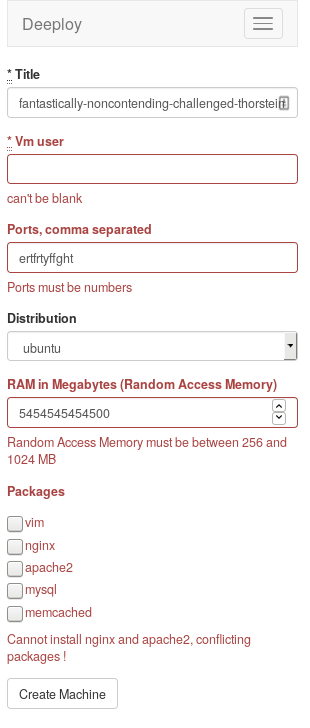 Deeploy
* Title
fantastically-noncontending-challenged-thorstein
* Vm user
can't be blank
Ports, comma separated
ertfrtyffght
Ports must be numbers
Distribution
ubuntu
RAM in Megabytes (Random Access Memory)
5454545454500
Random Access Memory must be between 256 and
1024 MB
Packages
vim
nginx
apache2
mysql
memcached
Cannot install nginx and apache2, conflicting
packages !
Create Machine